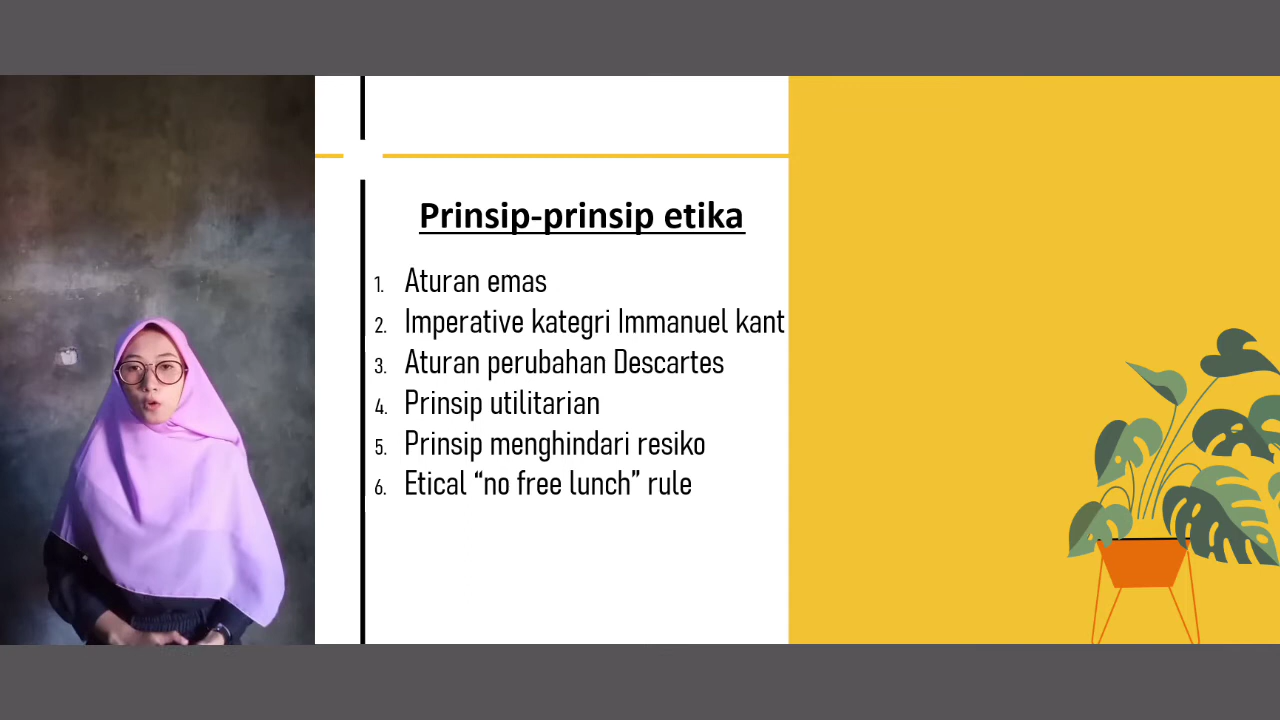 Prinsip-prinsip etika
1. Aturan emas
2. Imperative kategri Immanuel kant
3. Aturan perubahan Descartes
4. Prinsip utilitarian
5. Prinsip menghindari resiko
6. Etical “no free lunch” rule